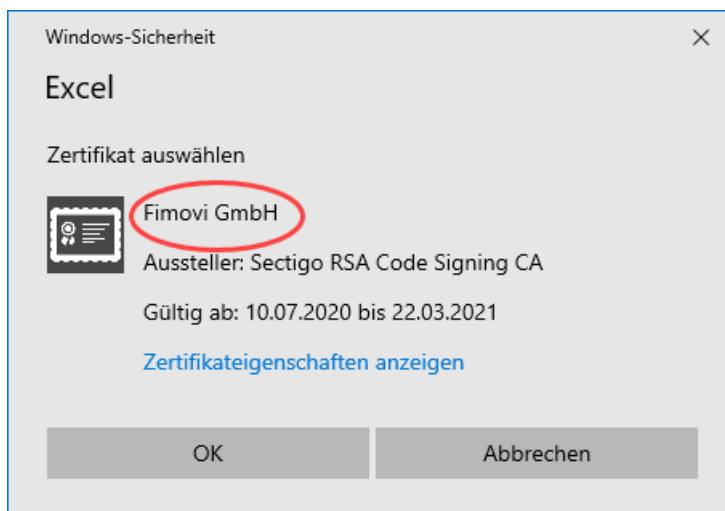 Windows-Sicherheit
Excel
Zertifikat auswählen
Fimovi GmbH
Aussteller: Sectigo RSA Code Signing CA
Gültig ab: 10.07.2020 bis 22.03.2021
Zertifikateigenschaften anzeigen
OK
Abbrechen